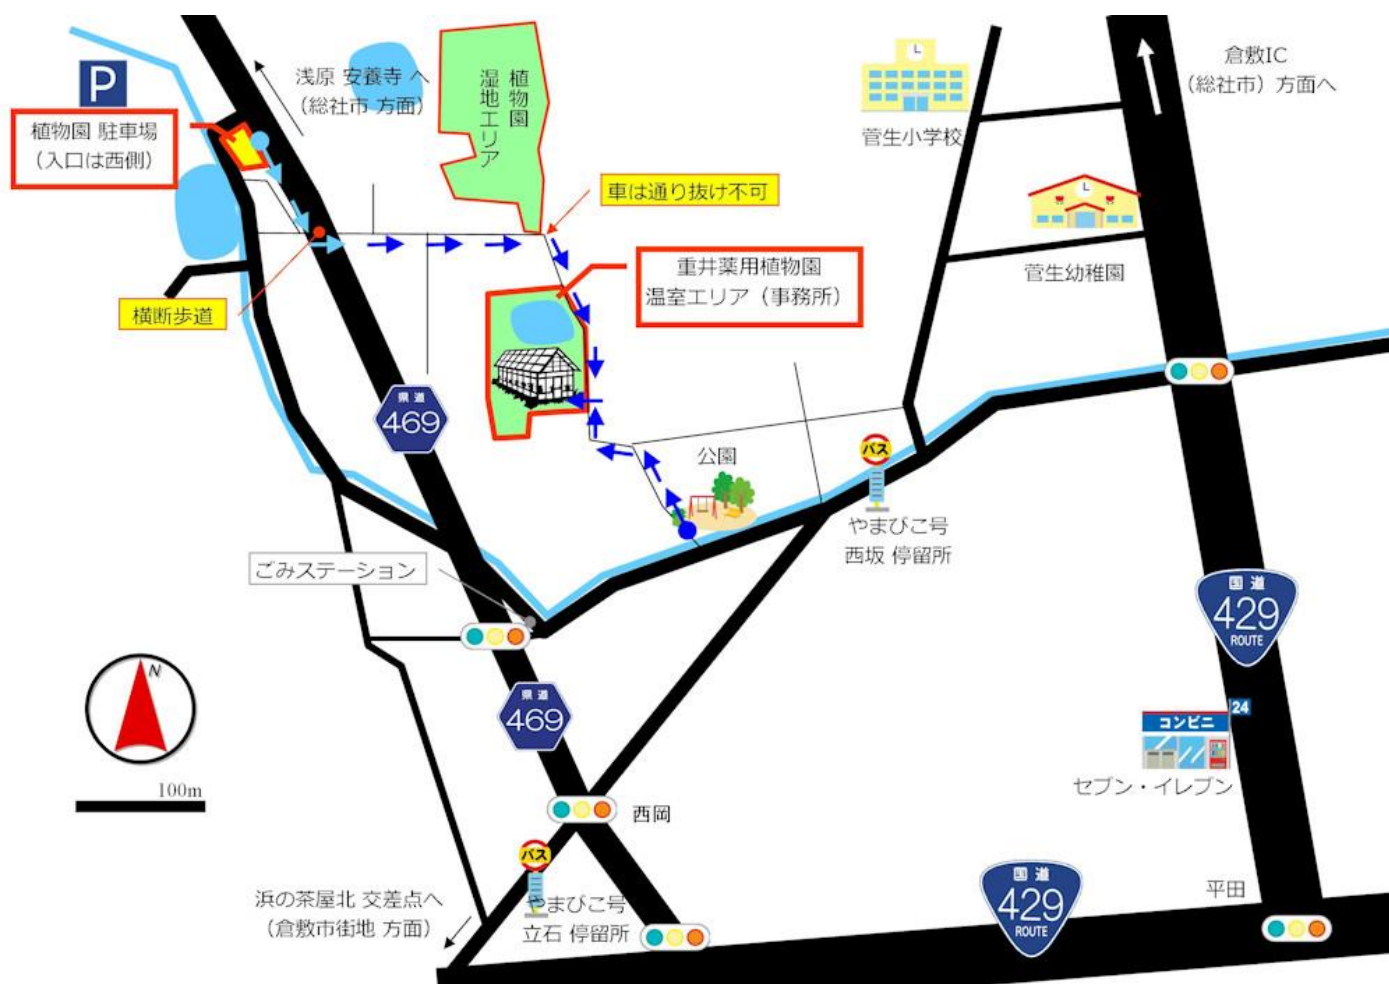 P
植物園 駐車場
（入口は西側）
浅原 安養寺 へ
（総社市 方面）
植物園
湿地エリア
菅生小学校
倉敷IC
（総社市）方面へ
車は通り抜け不可
菅生幼稚園
重井薬用植物園
温室エリア（事務所）
横断歩道
県道
469
公園
バス
やまびこ号
西坂 停留所
ごみステーション
国道
429
ROUTE
N
100m
県道
469
24
コンビニ
セブン・イレブン
西岡
バス
やまびこ号
立石 停留所
浜の茶屋北 交差点へ
（倉敷市街地 方面）
国道
429
ROUTE
平田